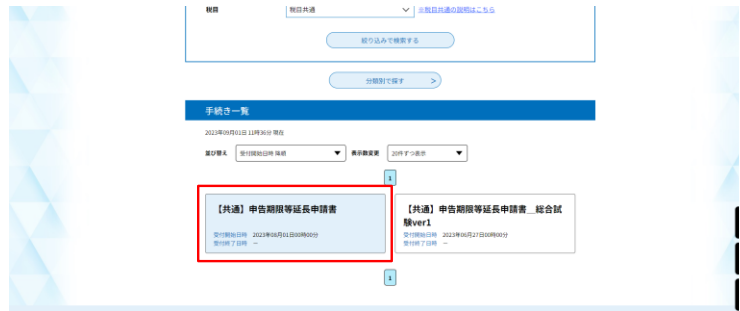 税目 税目共通 ※税目共通の説明はこちら
絞り込みで検索する
分類別で探す >
手続き一覧
2023年09月01日 11時36分 現在
並び替え 受付開始日時 降順 ▼ 表示数変更 20件ずつ表示 ▼
1
【共通】申告期限等延長申請書
受付開始日時 2023年08月01日00時00分
受付終了日時 −
【共通】申告期限等延長申請書__総合試
験ver1
受付開始日時 2023年06月27日00時00分
受付終了日時 −
1